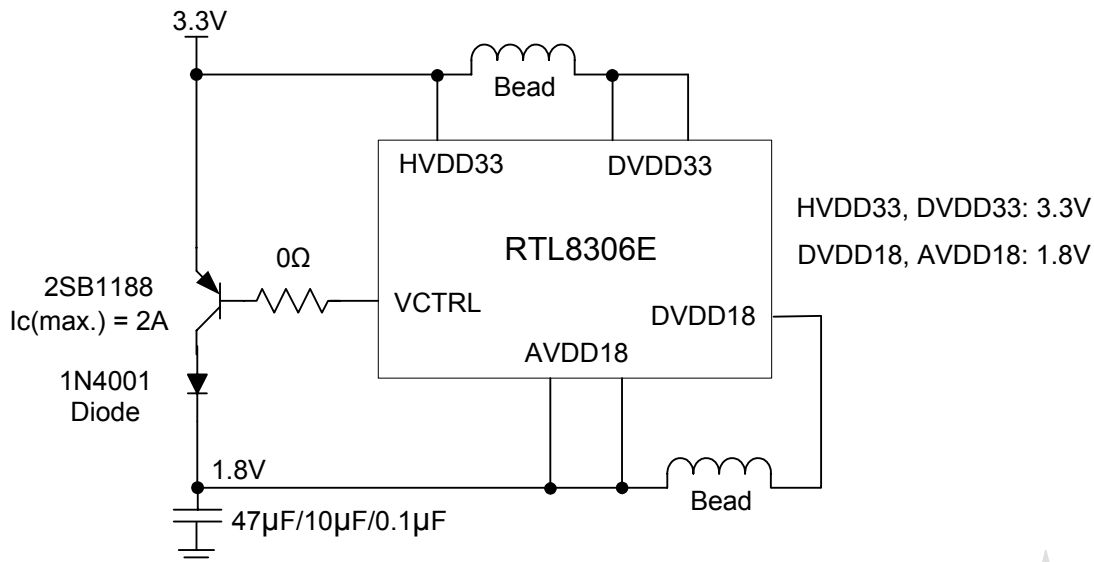 3.3V
Bead
HVDD33
DVDD33
HVDD33, DVDD33: 3.3V
RTL8306E
DVDD18, AVDD18: 1.8V
0Ω
2SB1188
Ic(max.) = 2A
VCTRL
DVDD18
AVDD18
1N4001
Diode
1.8V
Bead
47µF/10µF/0.1µF